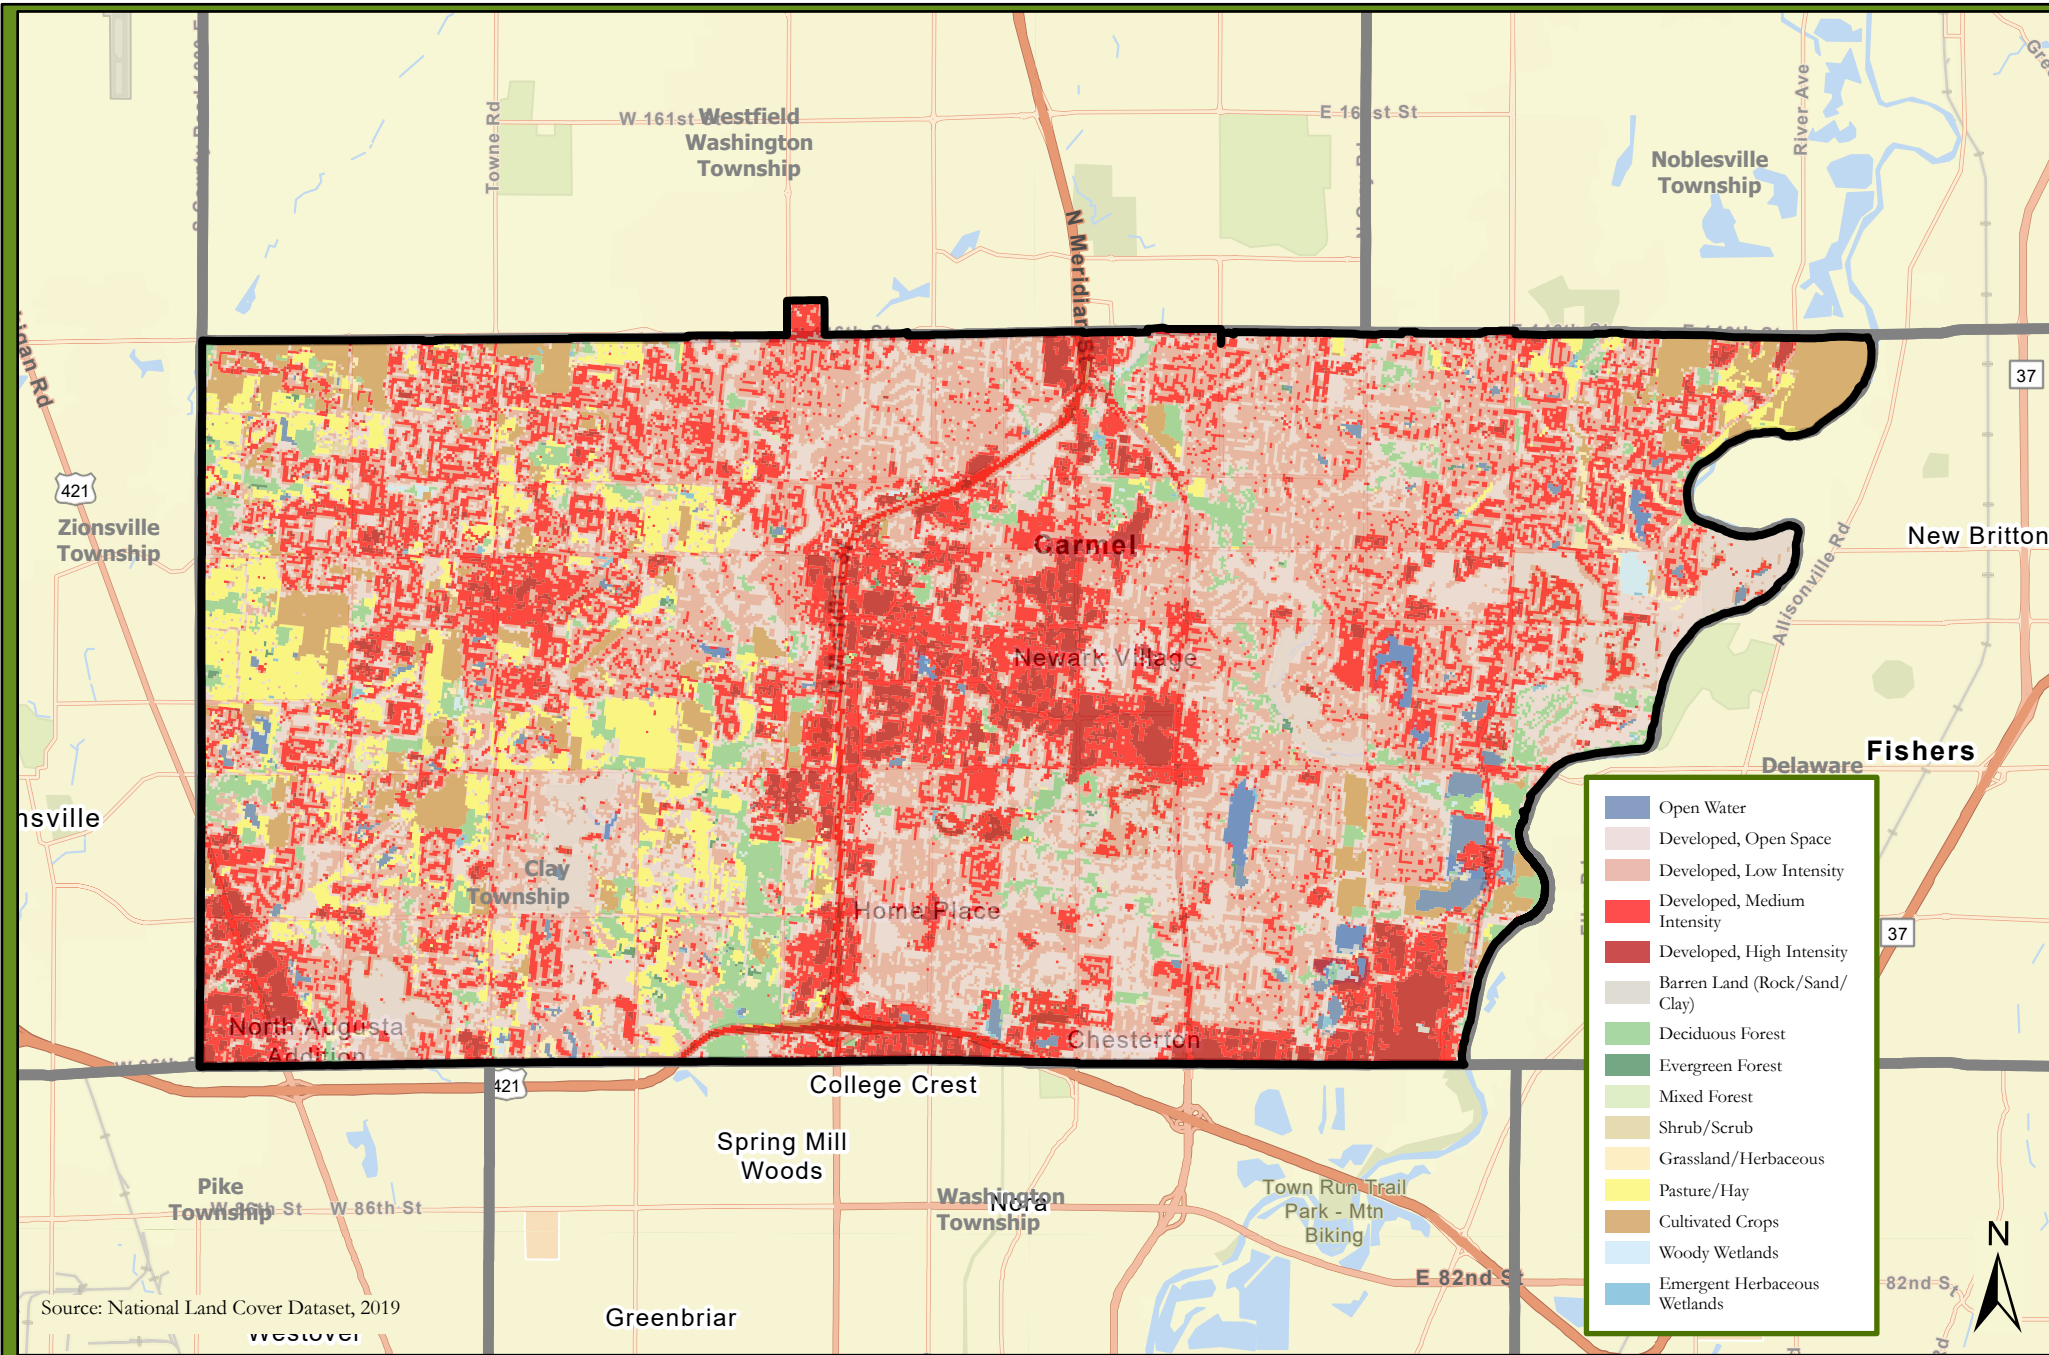 W 161st St
Westfield
Washington
Township
E 161st St
Towne Rd
River Ave
Noblesville
Township
N Meridian St
37
421
Zionsville
Township
Carmel
New Britton
Allisonville Rd
Newark Village
Fishers
Delaware
Clay
Township
Home Place
37
North Augusta
Addition
Chesterton
421
College Crest
Spring Mill
Woods
Pike
Township
W 86th St
W 86th St
Washington
Township
Nora
Town Run Trail
Park - Mtn
Biking
E 82nd St
82nd St
Greenbriar
Westover
Open Water
Developed, Open Space
Developed, Low Intensity
Developed, Medium
Intensity
Developed, High Intensity
Barren Land (Rock/Sand/
Clay)
Deciduous Forest
Evergreen Forest
Mixed Forest
Shrub/Scrub
Grassland/Herbaceous
Pasture/Hay
Cultivated Crops
Woody Wetlands
Emergent Herbaceous
Wetlands
N
Source: National Land Cover Dataset, 2019